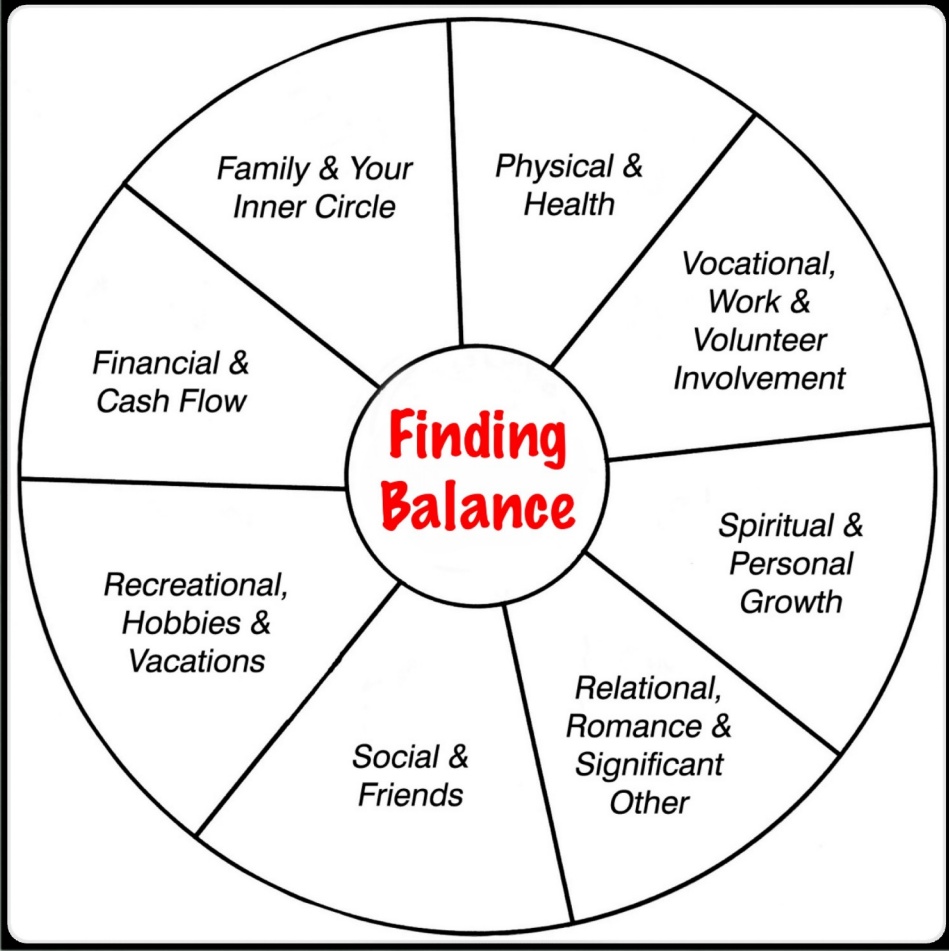 Family & Your
Inner Circle
Physical &
Health
Vocational,
Work &
Volunteer
Involvement
Financial &
Cash Flow
Finding
Balance
Spiritual &
Personal
Growth
Recreational,
Hobbies &
Vacations
Relational,
Romance &
Significant
Other
Social &
Friends